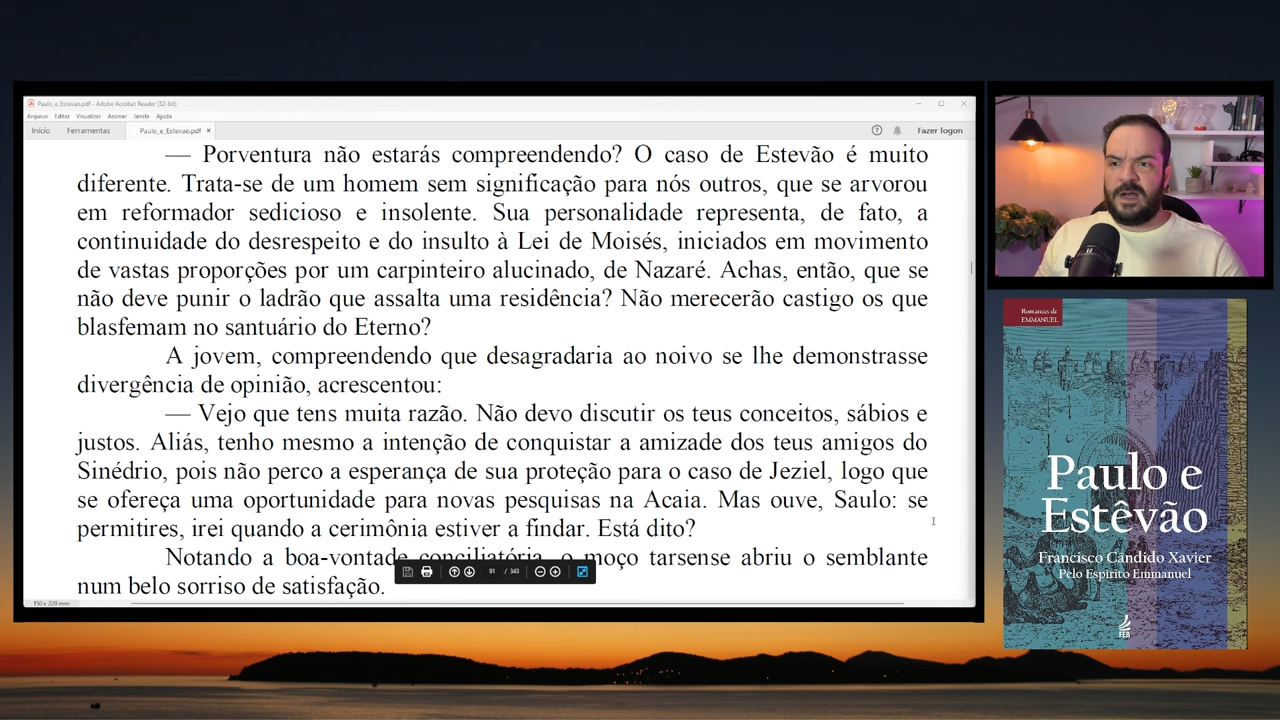 Paulo_e_Estevao.pdf - Adobe Acrobat Reader (32-bit)
Arquivo Editar Visualizar Assinar Janela Ajuda
Início Ferramentas Paulo_e_Estevao.pdf × Fazer logon
— Porventura não estarás compreendendo? O caso de Estevão é muito
diferente. Trata-se de um homem sem significação para nós outros, que se arvorou
em reformador sedicioso e insolente. Sua personalidade representa, de fato, a
continuidade do desrespeito e do insulto à Lei de Moisés, iniciados em movimento
de vastas proporções por um carpinteiro alucinado, de Nazaré. Achas, então, que se
não deve punir o ladrão que assalta uma residência? Não merecerão castigo os que
blasfemam no santuário do Eterno?
A jovem, compreendendo que desagradaria ao noivo se lhe demonstrasse
divergência de opinião, acrescentou:
— Vejo que tens muita razão. Não devo discutir os teus conceitos, sábios e
justos. Aliás, tenho mesmo a intenção de conquistar a amizade dos teus amigos do
Sinédrio, pois não perco a esperança de sua proteção para o caso de Jeziel, logo que
se ofereça uma oportunidade para novas pesquisas na Acaia. Mas ouve, Saulo: se
permitires, irei quando a cerimônia estiver a findar. Está dito?
Notando a boa-vontade conciliatória, o moço tarsense abriu o semblante
num belo sorriso de satisfação.
91 / 343
150 x 220 mm
Romances de
EMMANUEL
Paulo e
Estêvão
Francisco Cândido Xavier
Pelo Espírito Emmanuel
FEB